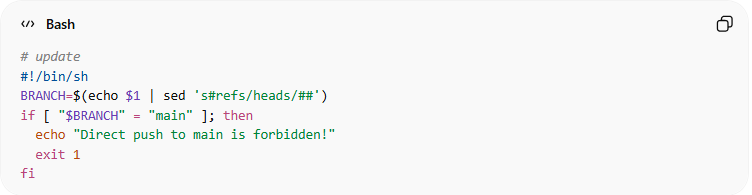 Bash
# update
#!/bin/sh
BRANCH=$(echo $1 | sed 's#refs/heads/##')
if [ "$BRANCH" = "main" ]; then
  echo "Direct push to main is forbidden!"
  exit 1
fi